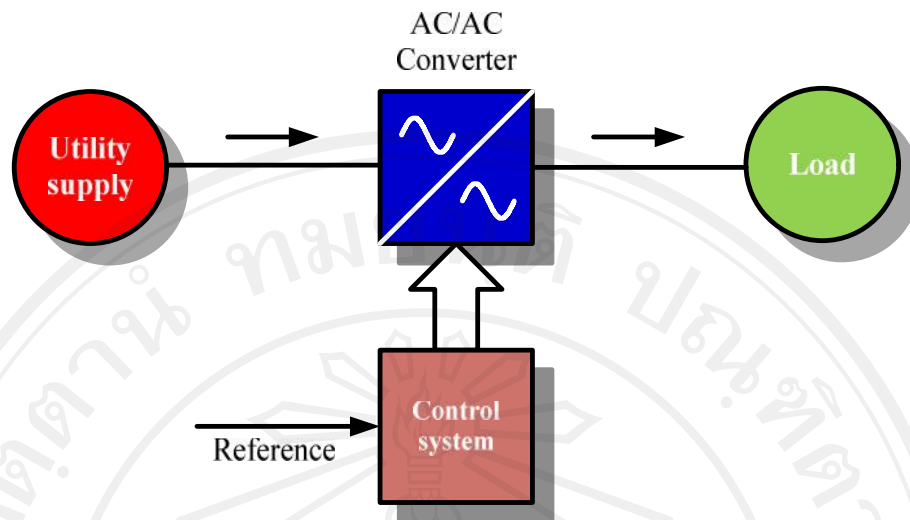 AC/AC
Converter
Utility
supply
Load
Control
system
Reference